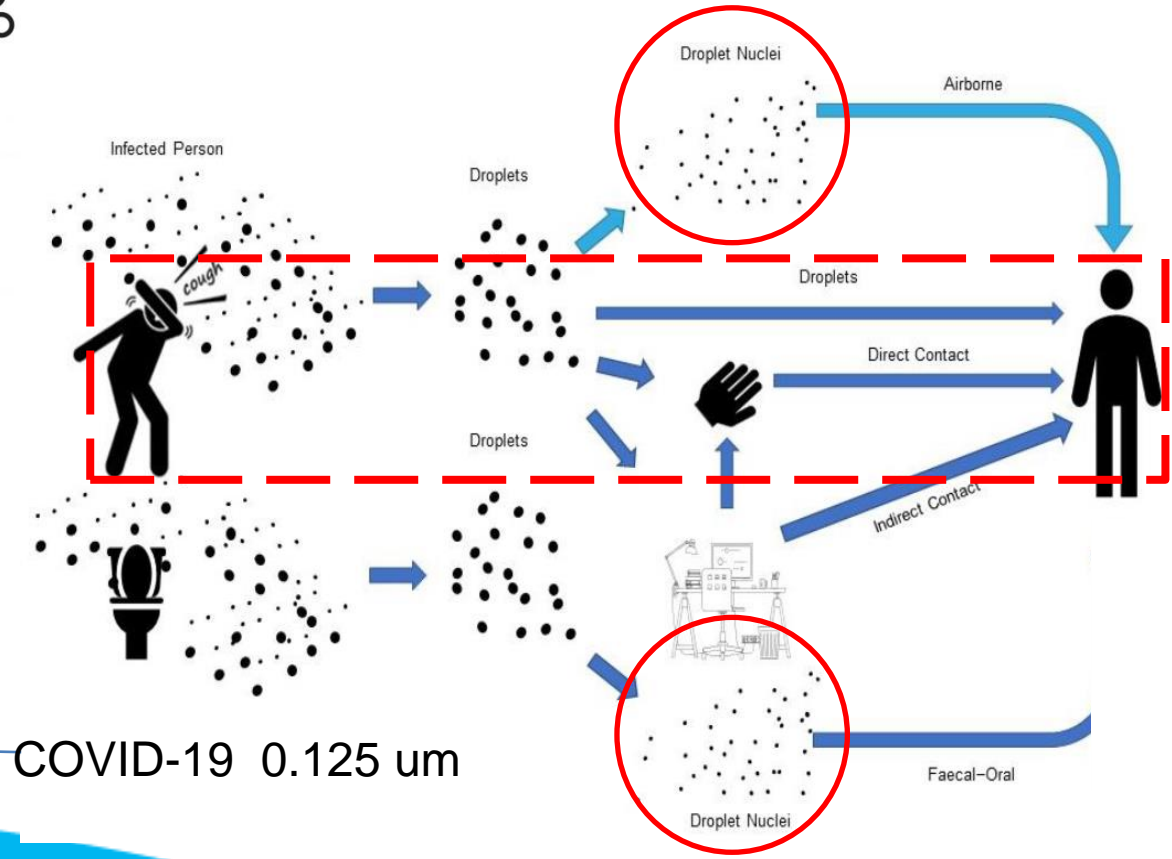 Droplet Nuclei
Airborne
Infected Person
Droplets
cough
Droplets
Direct Contact
Droplets
Indirect Contact
COVID-19 0.125 um
Faecal-Oral
Droplet Nuclei